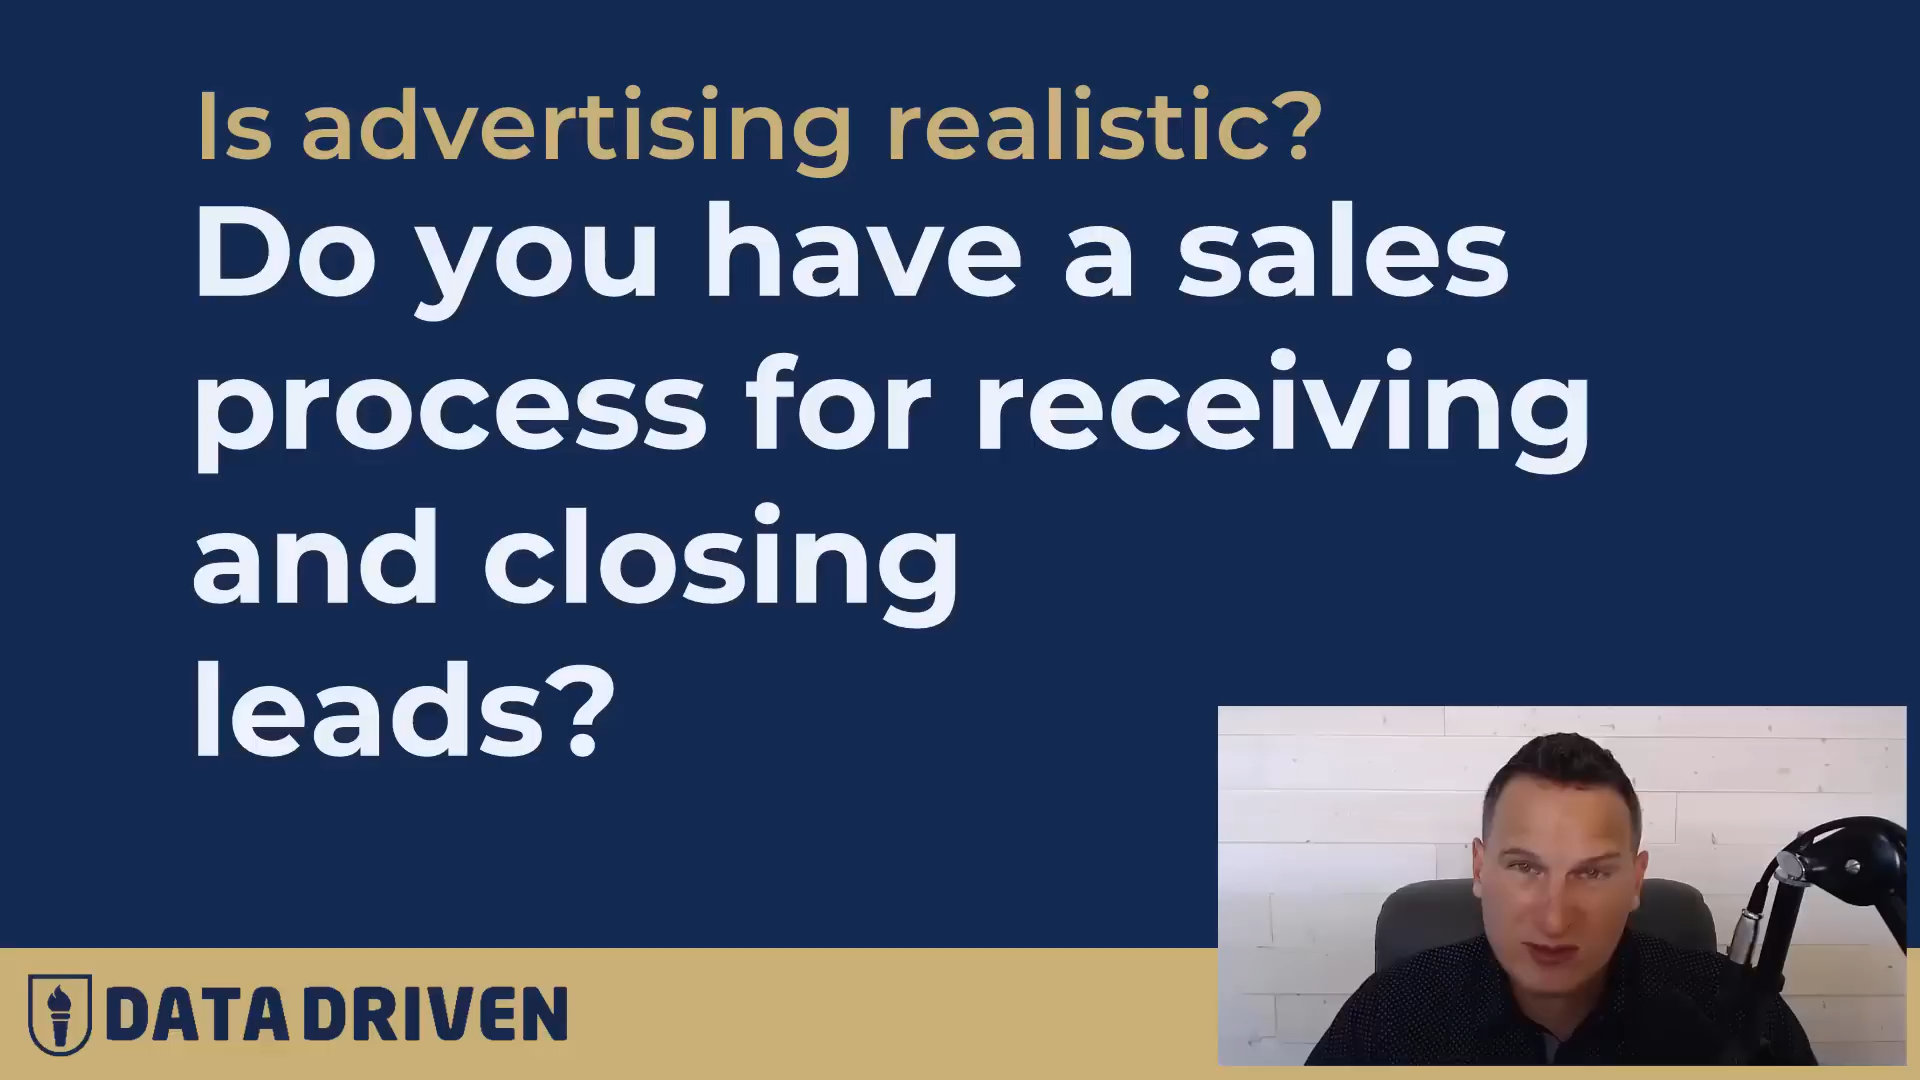 Is advertising realistic?
Do you have a sales
process for receiving
and closing
leads?
DATA DRIVEN